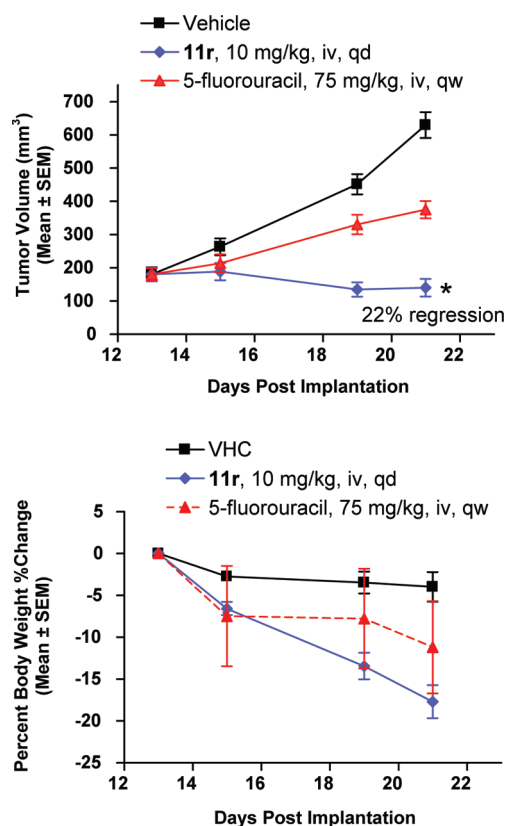 Vehicle
11r, 10 mg/kg, iv, qd
5-fluorouracil, 75 mg/kg, iv, qw
Tumor Volume (mm³)
(Mean ± SEM)
700
600
500
400
300
200
100
0
*
22% regression
12 14 16 18 20 22
Days Post Implantation
VHC
11r, 10 mg/kg, iv, qd
5-fluorouracil, 75 mg/kg, iv, qw
Percent Body Weight %Change
(Mean ± SEM)
5
0
-5
-10
-15
-20
-25
12 14 16 18 20 22
Days Post Implantation